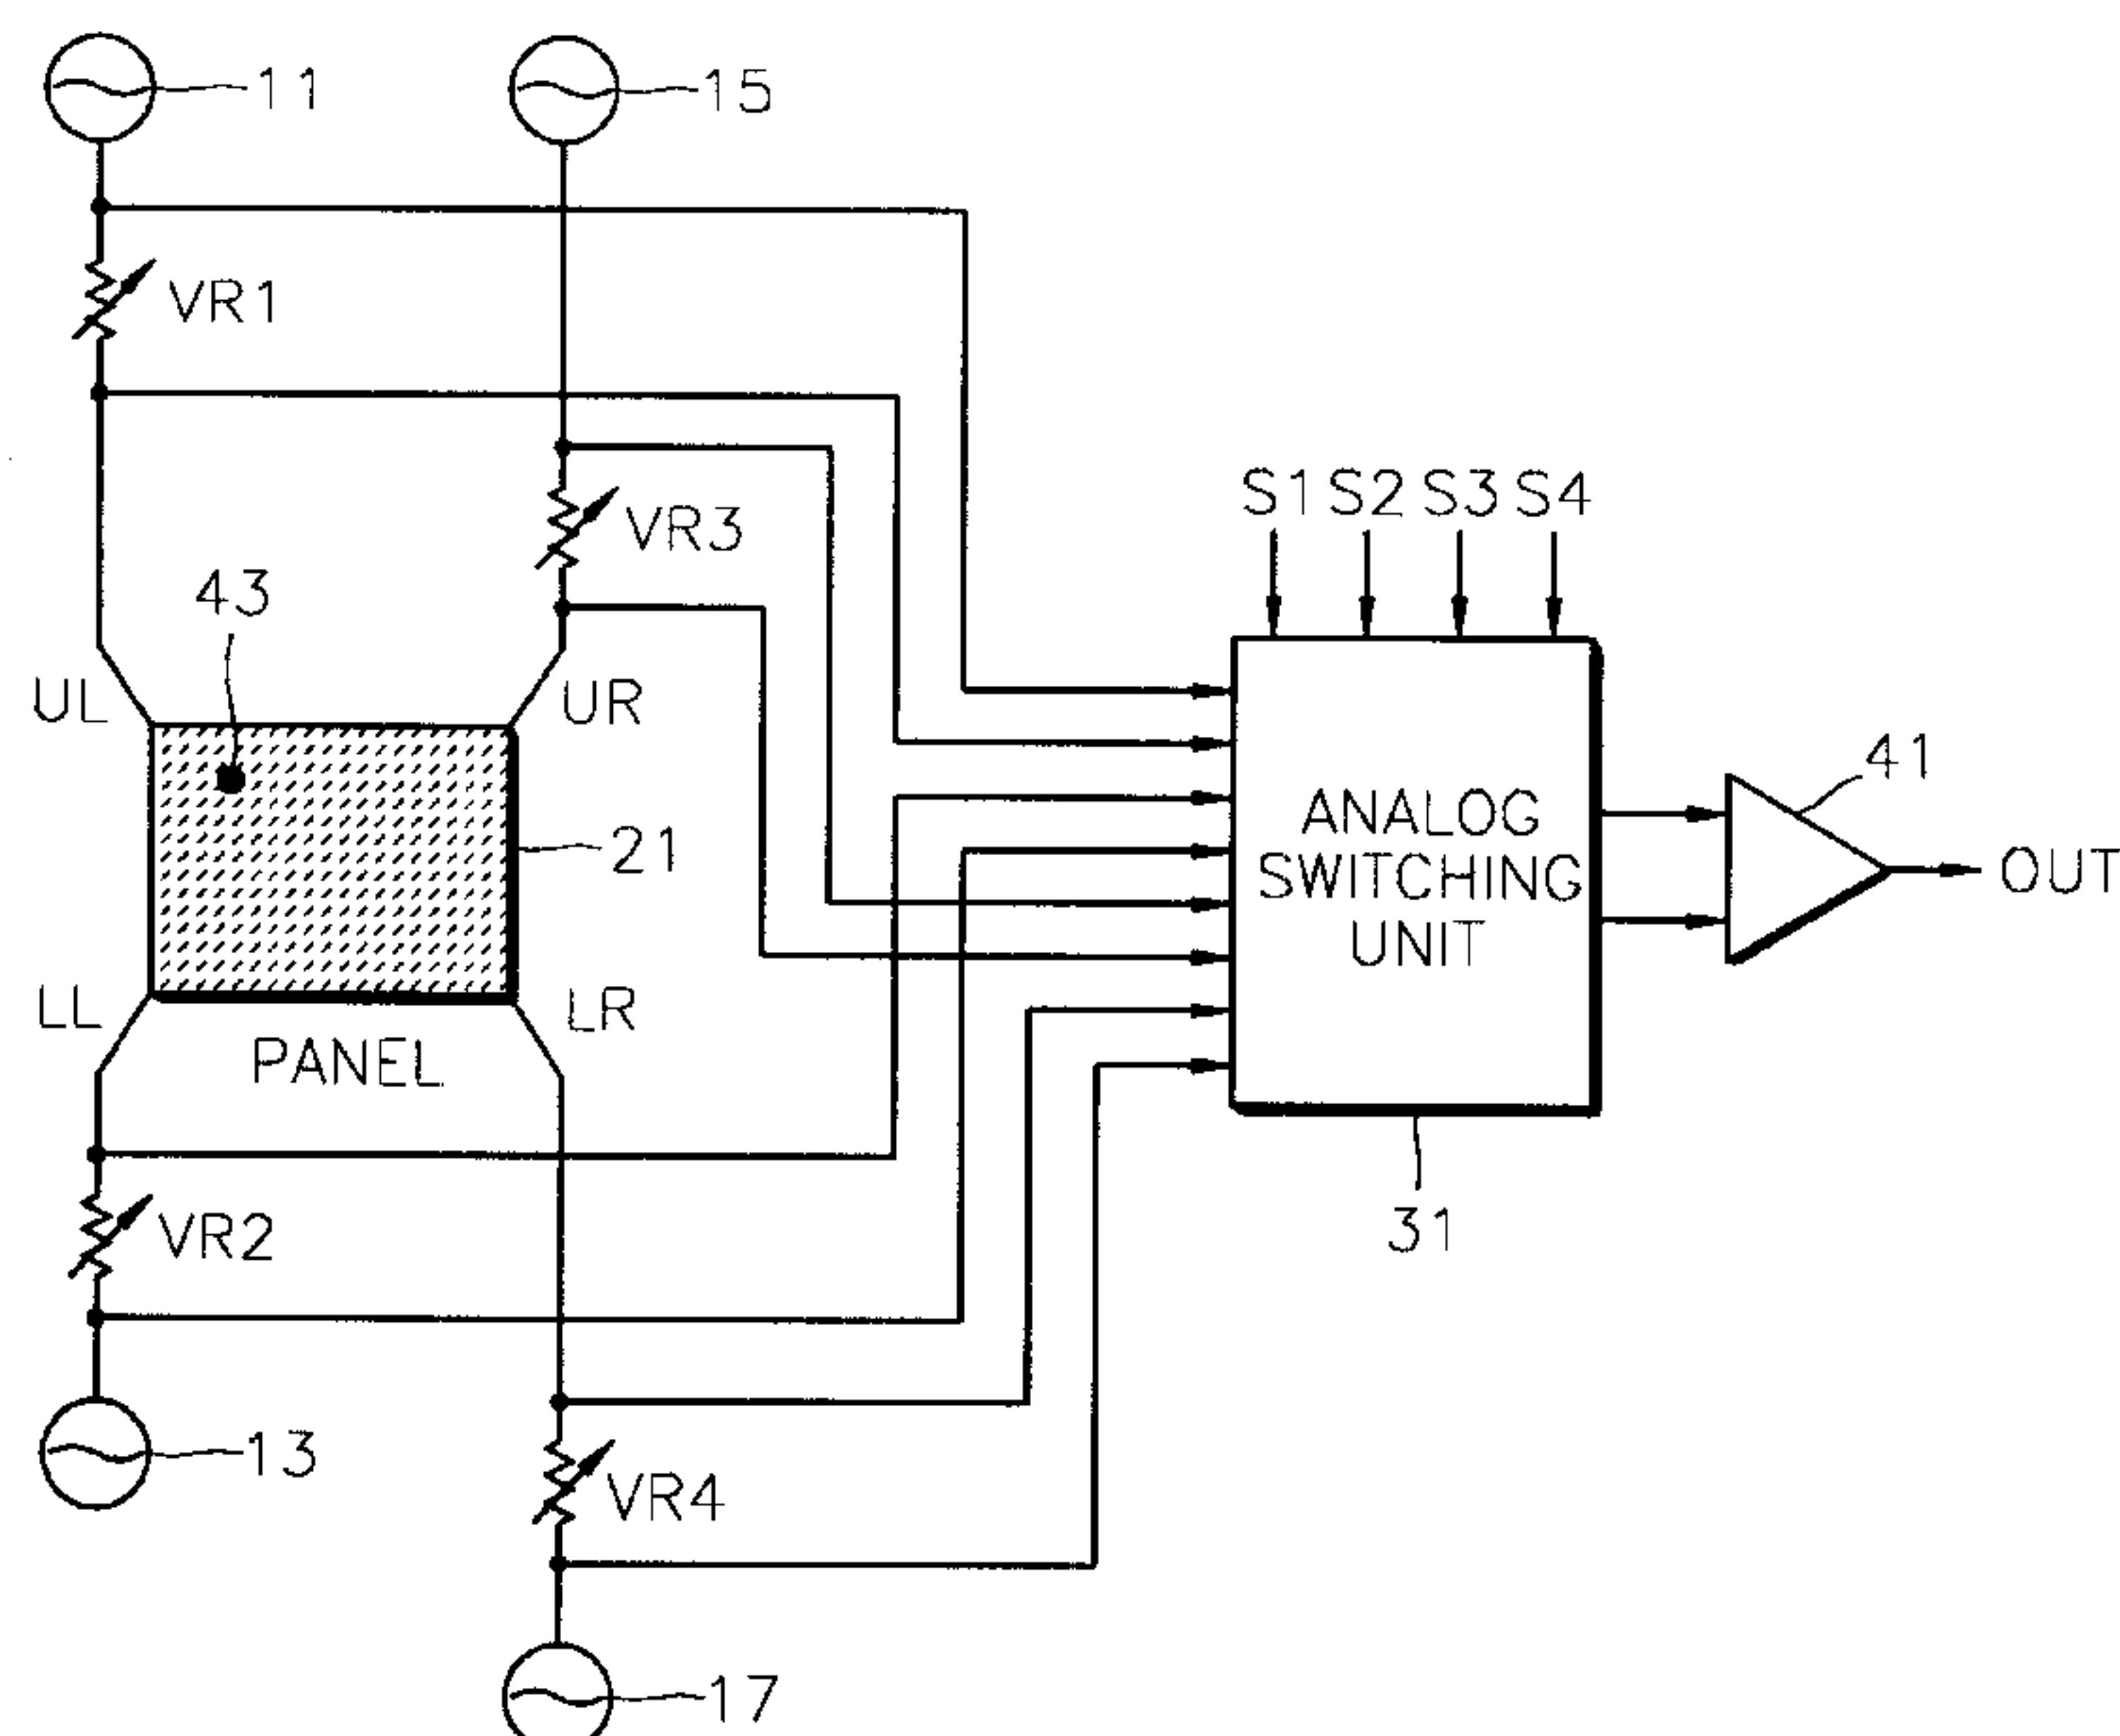 11
15
VR1
VR3
S1 S2 S3 S4
43
UL
UR
41
ANALOG
SWITCHING
UNIT
21
OUT
LL
LR
PANEL
VR2
31
13
VR4
17